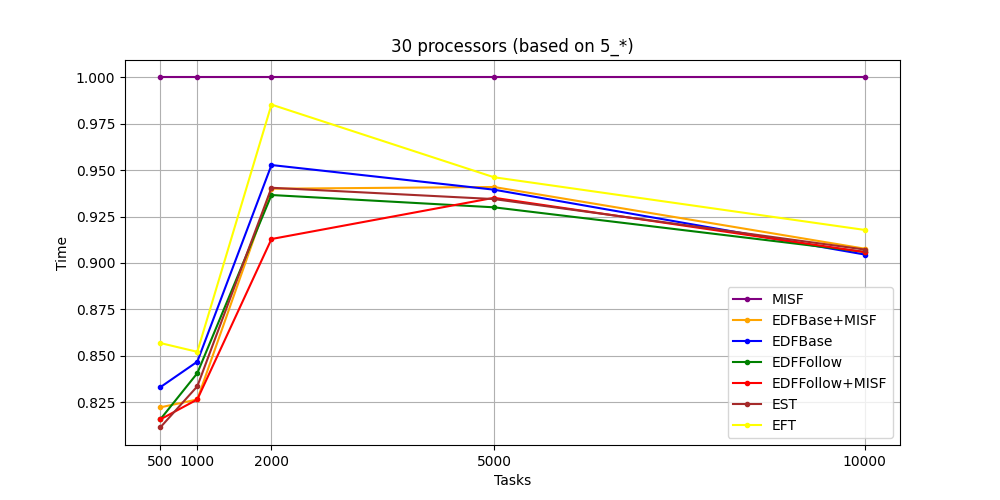 30 processors (based on 5_*)
1.000
0.975
0.950
0.925
0.900
0.875
0.850
0.825
Time
500 1000 2000 5000 10000
Tasks
MISF
EDFBase+MISF
EDFBase
EDFFollow
EDFFollow+MISF
EST
EFT